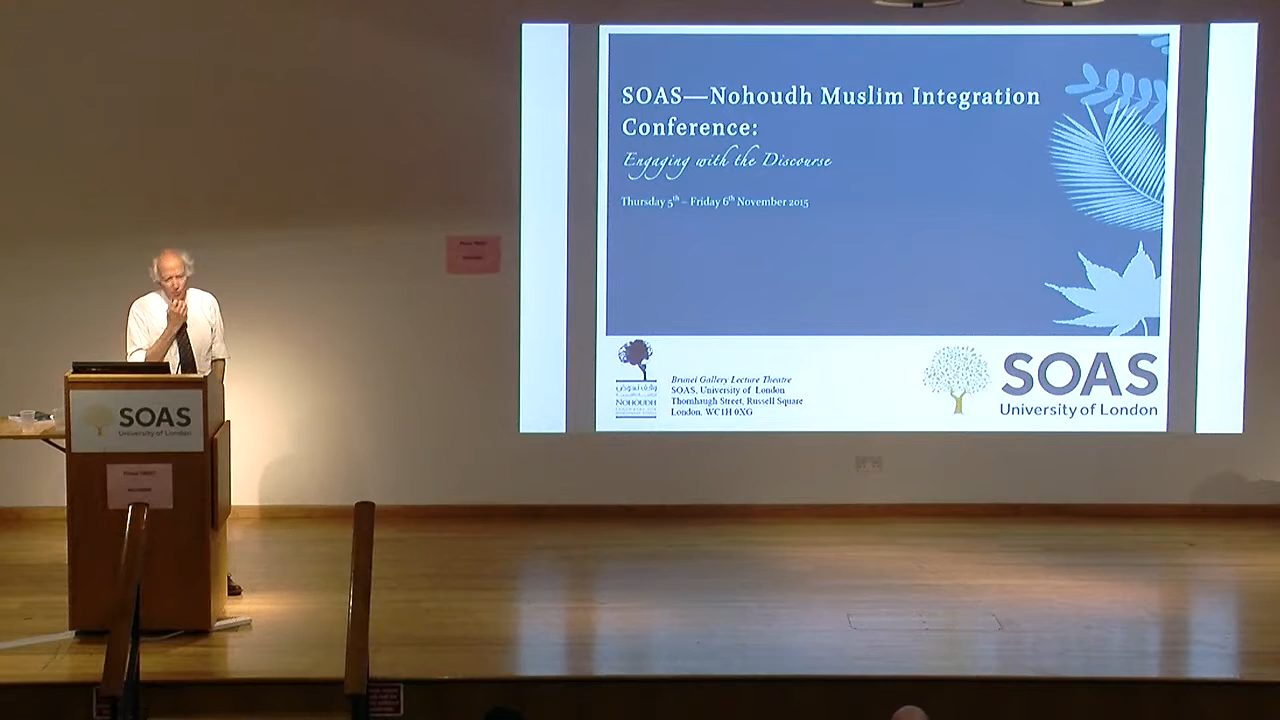 SOAS—Nohoudh Muslim Integration
Conference:
Engaging with the Discourse
Thursday 5th – Friday 6th November 2015
NOHOUDH
Brunei Gallery Lecture Theatre
SOAS, University of London
Thornhaugh Street, Russell Square
London, WC1H 0XG
SOAS
University of London
SOAS
University of London